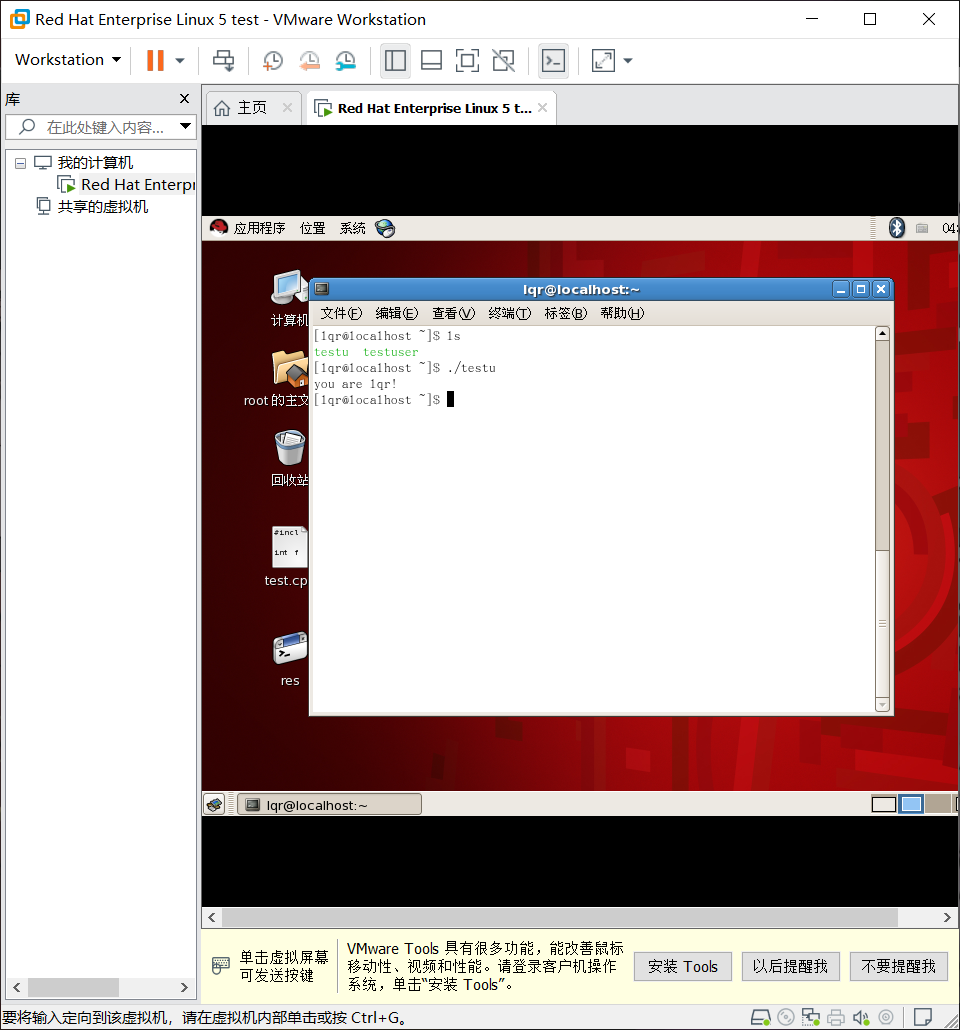 Red Hat Enterprise Linux 5 test - VMware Workstation
Workstation
库
在此处键入内容...
我的计算机
Red Hat Enterpr
共享的虚拟机
主页
Red Hat Enterprise Linux 5 t...
应用程序 位置 系统
04:
计算机
root 的主文
回收站
#incl
int f
test.cp
res
lqr@localhost:~
文件(F) 编辑(E) 查看(V) 终端(T) 标签(B) 帮助(H)
[lqr@localhost ~]$ ls
testu testuser
[lqr@localhost ~]$ ./testu
you are lqr!
[lqr@localhost ~]$
lqr@localhost:~
单击虚拟屏幕
可发送按键
VMware Tools 具有很多功能，能改善鼠标
移动性、视频和性能。请登录客户机操作
系统，单击“安装 Tools”。
安装 Tools
以后提醒我
不要提醒我
要将输入定向到该虚拟机，请在虚拟机内部单击或按 Ctrl+G。